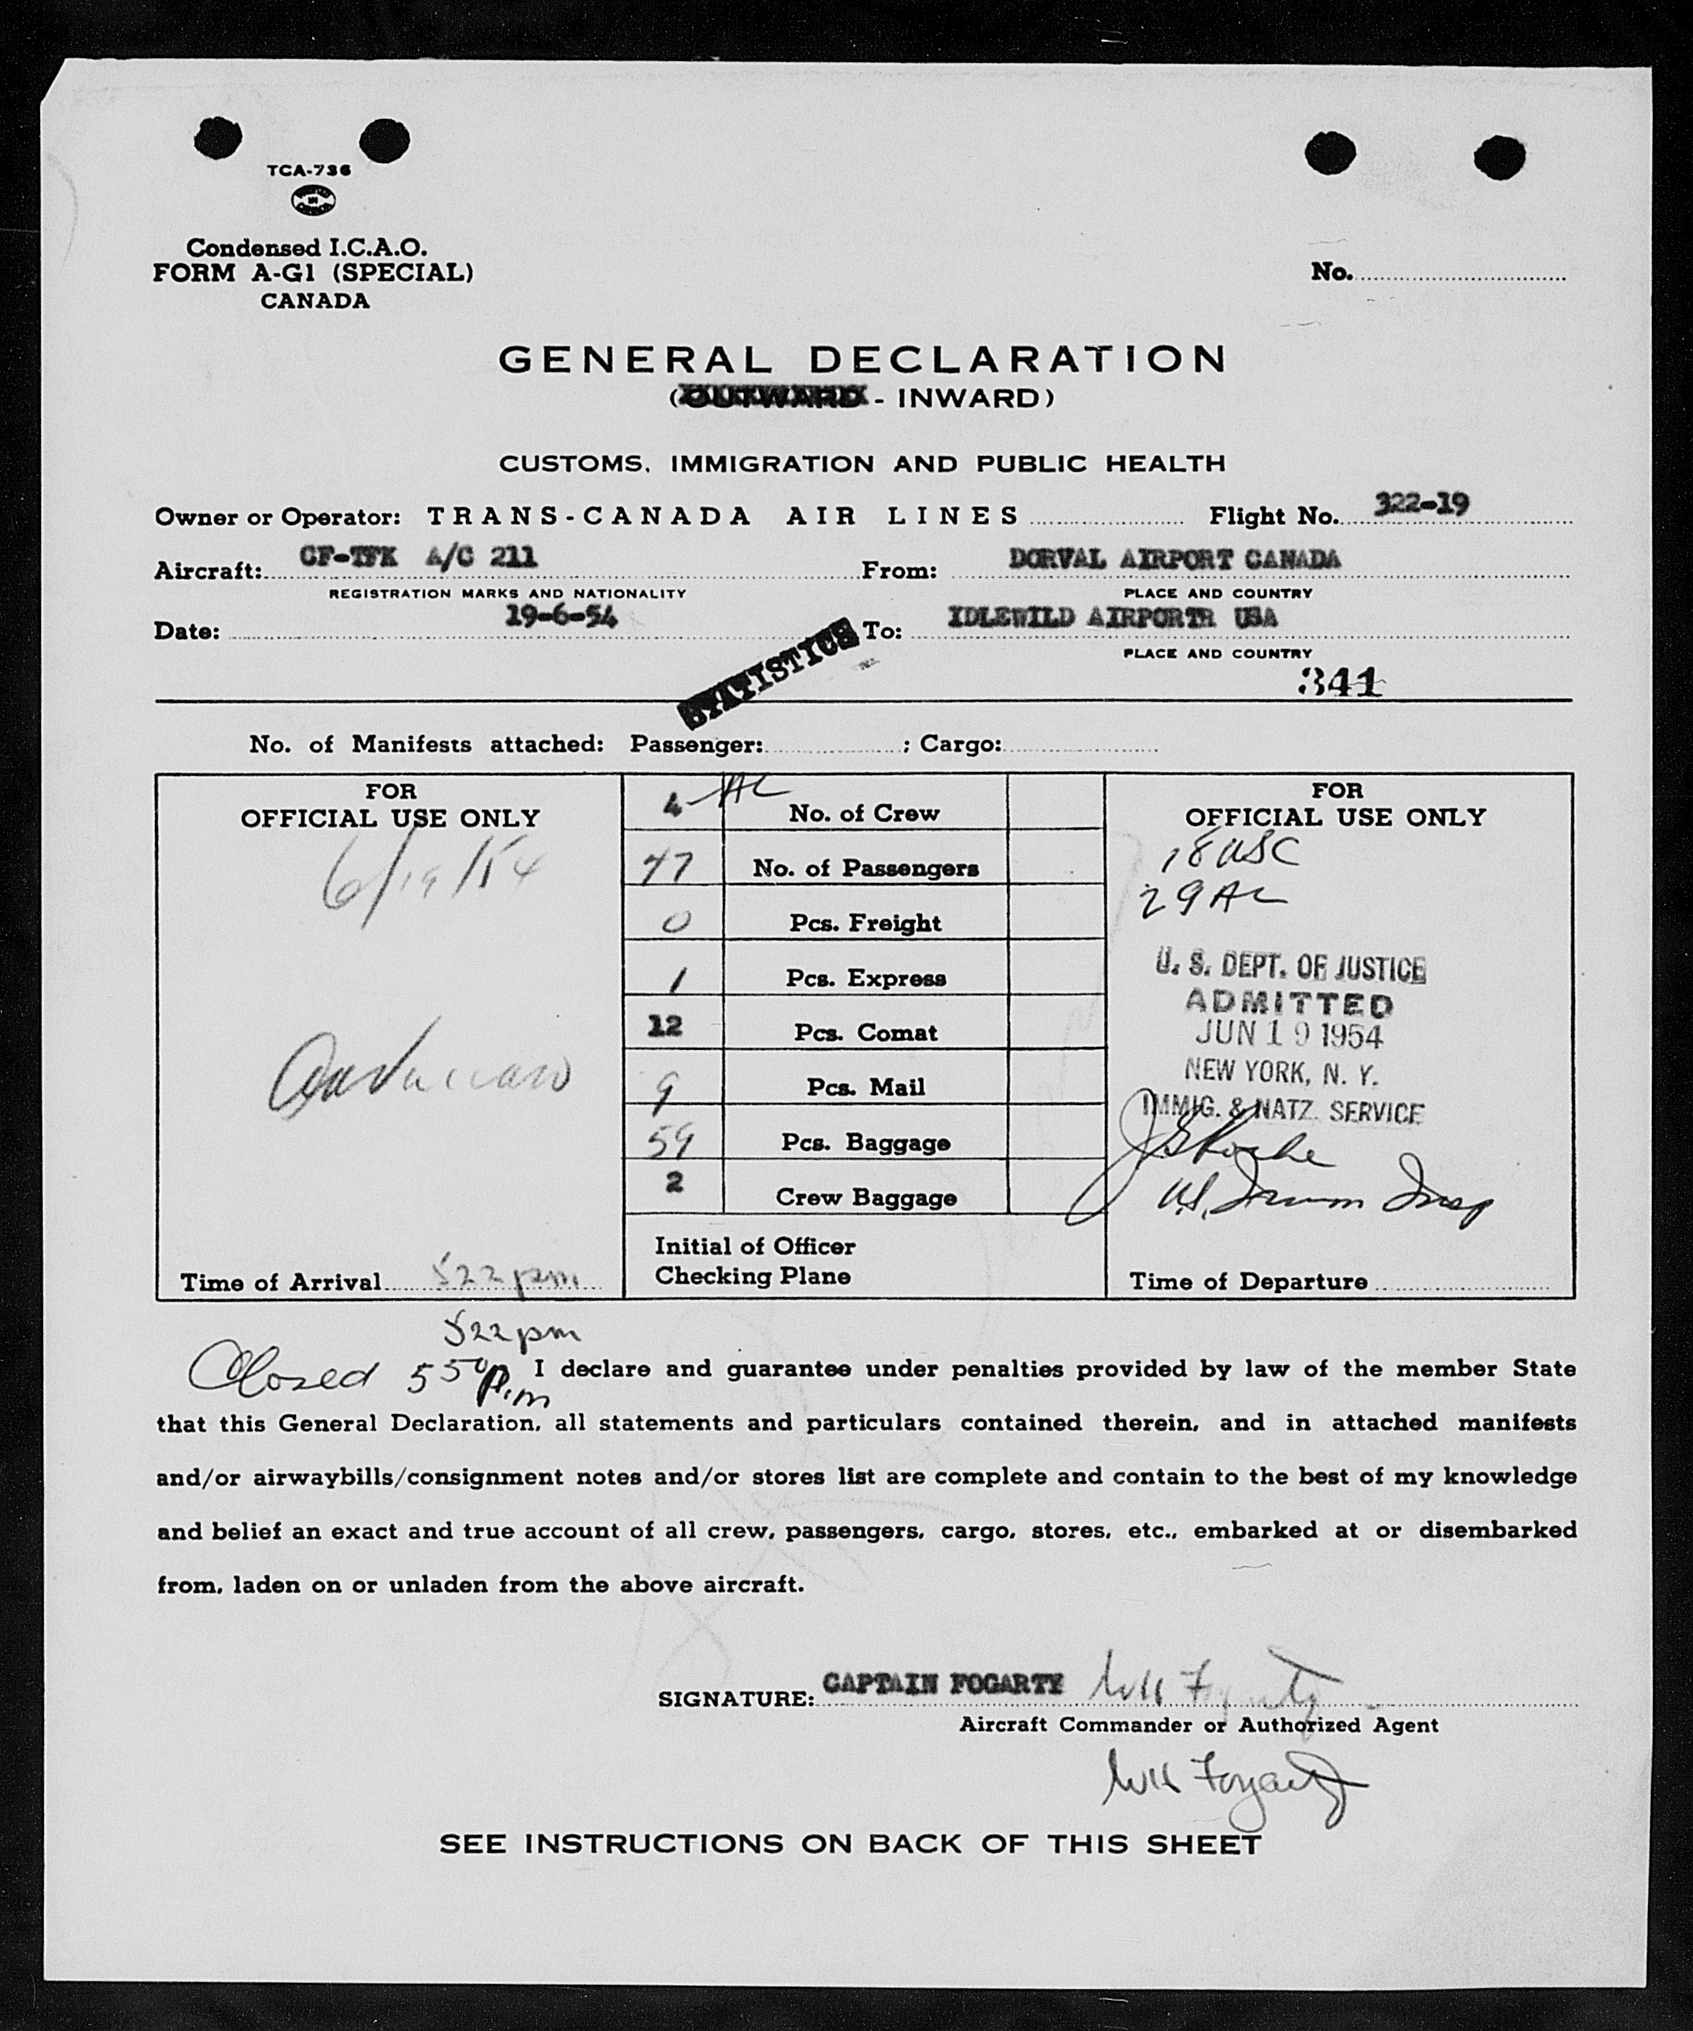 TCA-736
Condensed I.C.A.O.
FORM A-G1 (SPECIAL)
CANADA
No.
GENERAL DECLARATION
(OUTWARD - INWARD)
CUSTOMS, IMMIGRATION AND PUBLIC HEALTH
Owner or Operator: TRANS-CANADA AIR LINES Flight No. 322-19
Aircraft: CF-TFK A/C 211 From: DORVAL AIRPORT CANADA
REGISTRATION MARKS AND NATIONALITY PLACE AND COUNTRY
Date: 19-6-54 To: IDLEWILD AIRPORTR USA
PLACE AND COUNTRY
STATISTICS
341
No. of Manifests attached: Passenger: ; Cargo:
FOR
OFFICIAL USE ONLY
6/19/54
Time of Arrival 522 pm
4 AL No. of Crew
47 No. of Passengers
0 Pcs. Freight
1 Pcs. Express
12 Pcs. Comat
9 Pcs. Mail
59 Pcs. Baggage
2 Crew Baggage
Initial of Officer
Checking Plane
FOR
OFFICIAL USE ONLY
18 USC
29 AL
U. S. DEPT. OF JUSTICE
ADMITTED
JUN 19 1954
NEW YORK, N. Y.
IMMIG. & NATZ. SERVICE
U.S. Immn Insp
Time of Departure
522 pm
Closed 550 p.m
I declare and guarantee under penalties provided by law of the member State
that this General Declaration, all statements and particulars contained therein, and in attached manifests
and/or airwaybills/consignment notes and/or stores list are complete and contain to the best of my knowledge
and belief an exact and true account of all crew, passengers, cargo, stores, etc., embarked at or disembarked
from, laden on or unladen from the above aircraft.
SIGNATURE: CAPTAIN FOGARTY WH Fogarty
Aircraft Commander or Authorized Agent
WH Fogarty
SEE INSTRUCTIONS ON BACK OF THIS SHEET